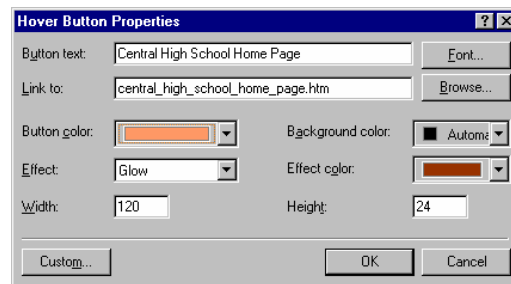 Hover Button Properties
Button text: Central High School Home Page Font...
Link to: central_high_school_home_page.htm Browse...
Button color: Background color: Automa
Effect: Glow Effect color:
Width: 120 Height: 24
Custom... OK Cancel